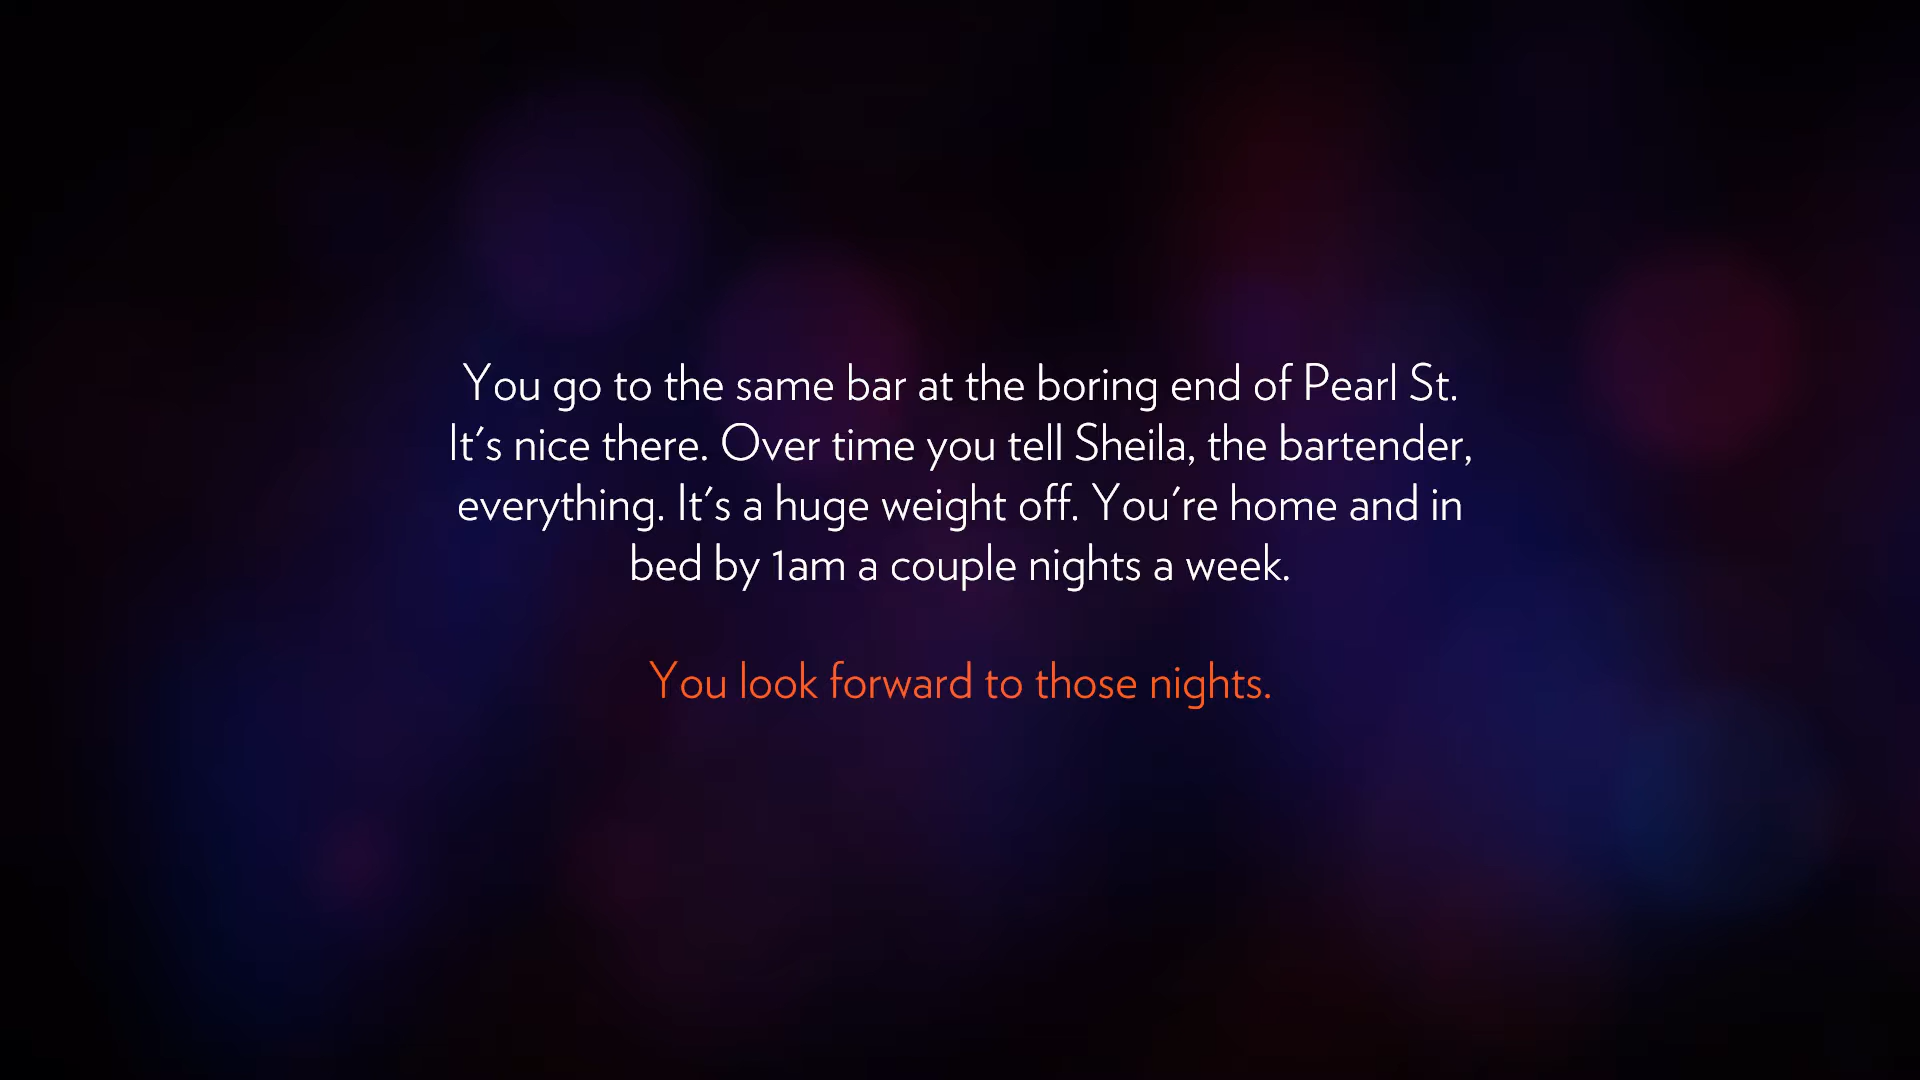 You go to the same bar at the boring end of Pearl St.
It's nice there. Over time you tell Sheila, the bartender,
everything. It's a huge weight off. You're home and in
bed by 1am a couple nights a week.
You look forward to those nights.